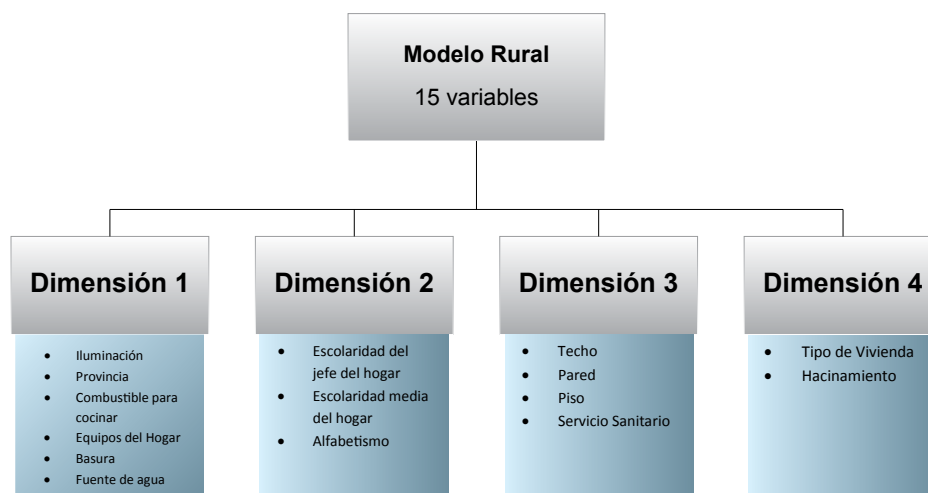 Modelo Rural
15 variables
Dimensión 1
• Iluminación
• Provincia
• Combustible para
cocinar
• Equipos del Hogar
• Basura
• Fuente de agua
Dimensión 2
• Escolaridad del
jefe del hogar
• Escolaridad media
del hogar
• Alfabetismo
Dimensión 3
• Techo
• Pared
• Piso
• Servicio Sanitario
Dimensión 4
• Tipo de Vivienda
• Hacinamiento